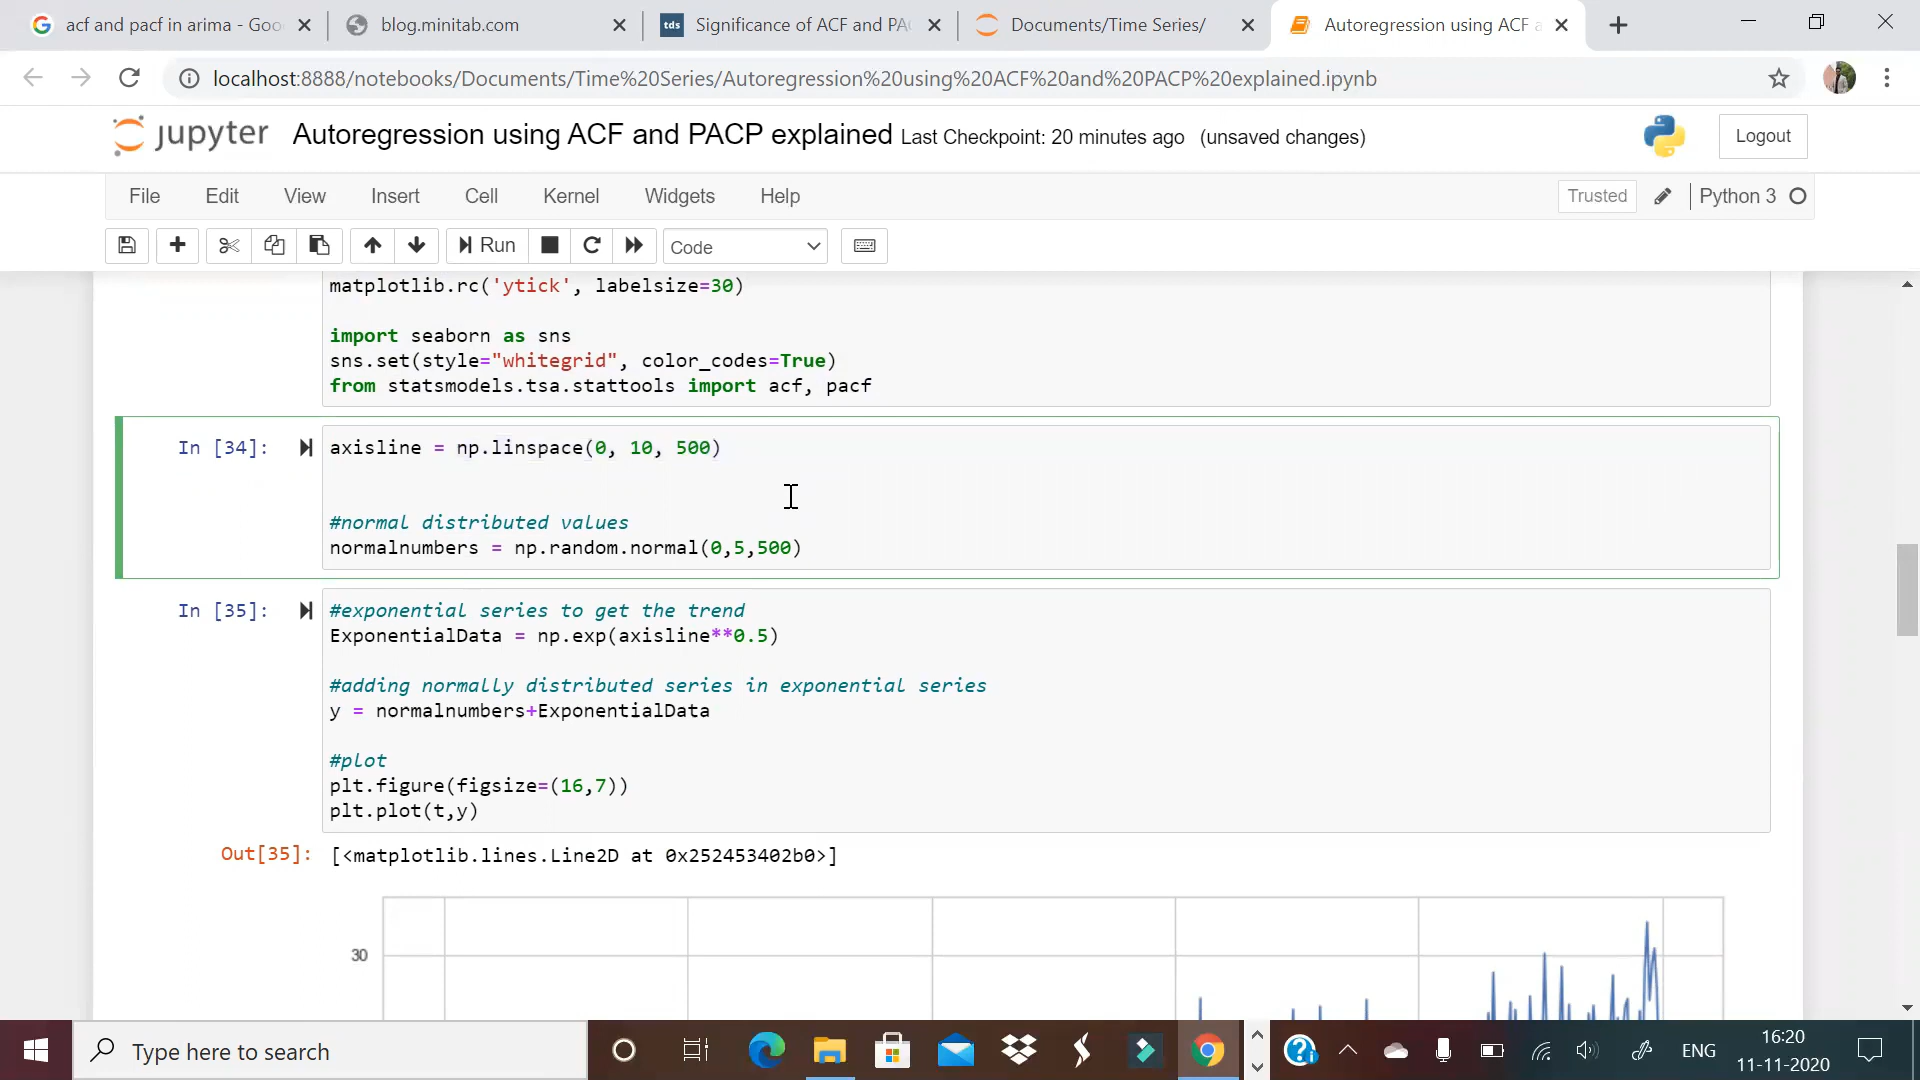 acf and pacf in arima - Goo
blog.minitab.com
tds Significance of ACF and PA
Documents/Time Series/
Autoregression using ACF a
localhost:8888/notebooks/Documents/Time%20Series/Autoregression%20using%20ACF%20and%20PACP%20explained.ipynb
jupyter Autoregression using ACF and PACP explained Last Checkpoint: 20 minutes ago (unsaved changes)
Logout
File Edit View Insert Cell Kernel Widgets Help
Trusted Python 3
Run Code
matplotlib.rc('ytick', labelsize=30)
import seaborn as sns
sns.set(style="whitegrid", color_codes=True)
from statsmodels.tsa.stattools import acf, pacf
In [34]: axisline = np.linspace(0, 10, 500)
#normal distributed values
normalnumbers = np.random.normal(0,5,500)
In [35]: #exponential series to get the trend
ExponentialData = np.exp(axisline**0.5)
#adding normally distributed series in exponential series
y = normalnumbers+ExponentialData
#plot
plt.figure(figsize=(16,7))
plt.plot(t,y)
Out[35]: [<matplotlib.lines.Line2D at 0x252453402b0>]
30
Type here to search
ENG
16:20
11-11-2020